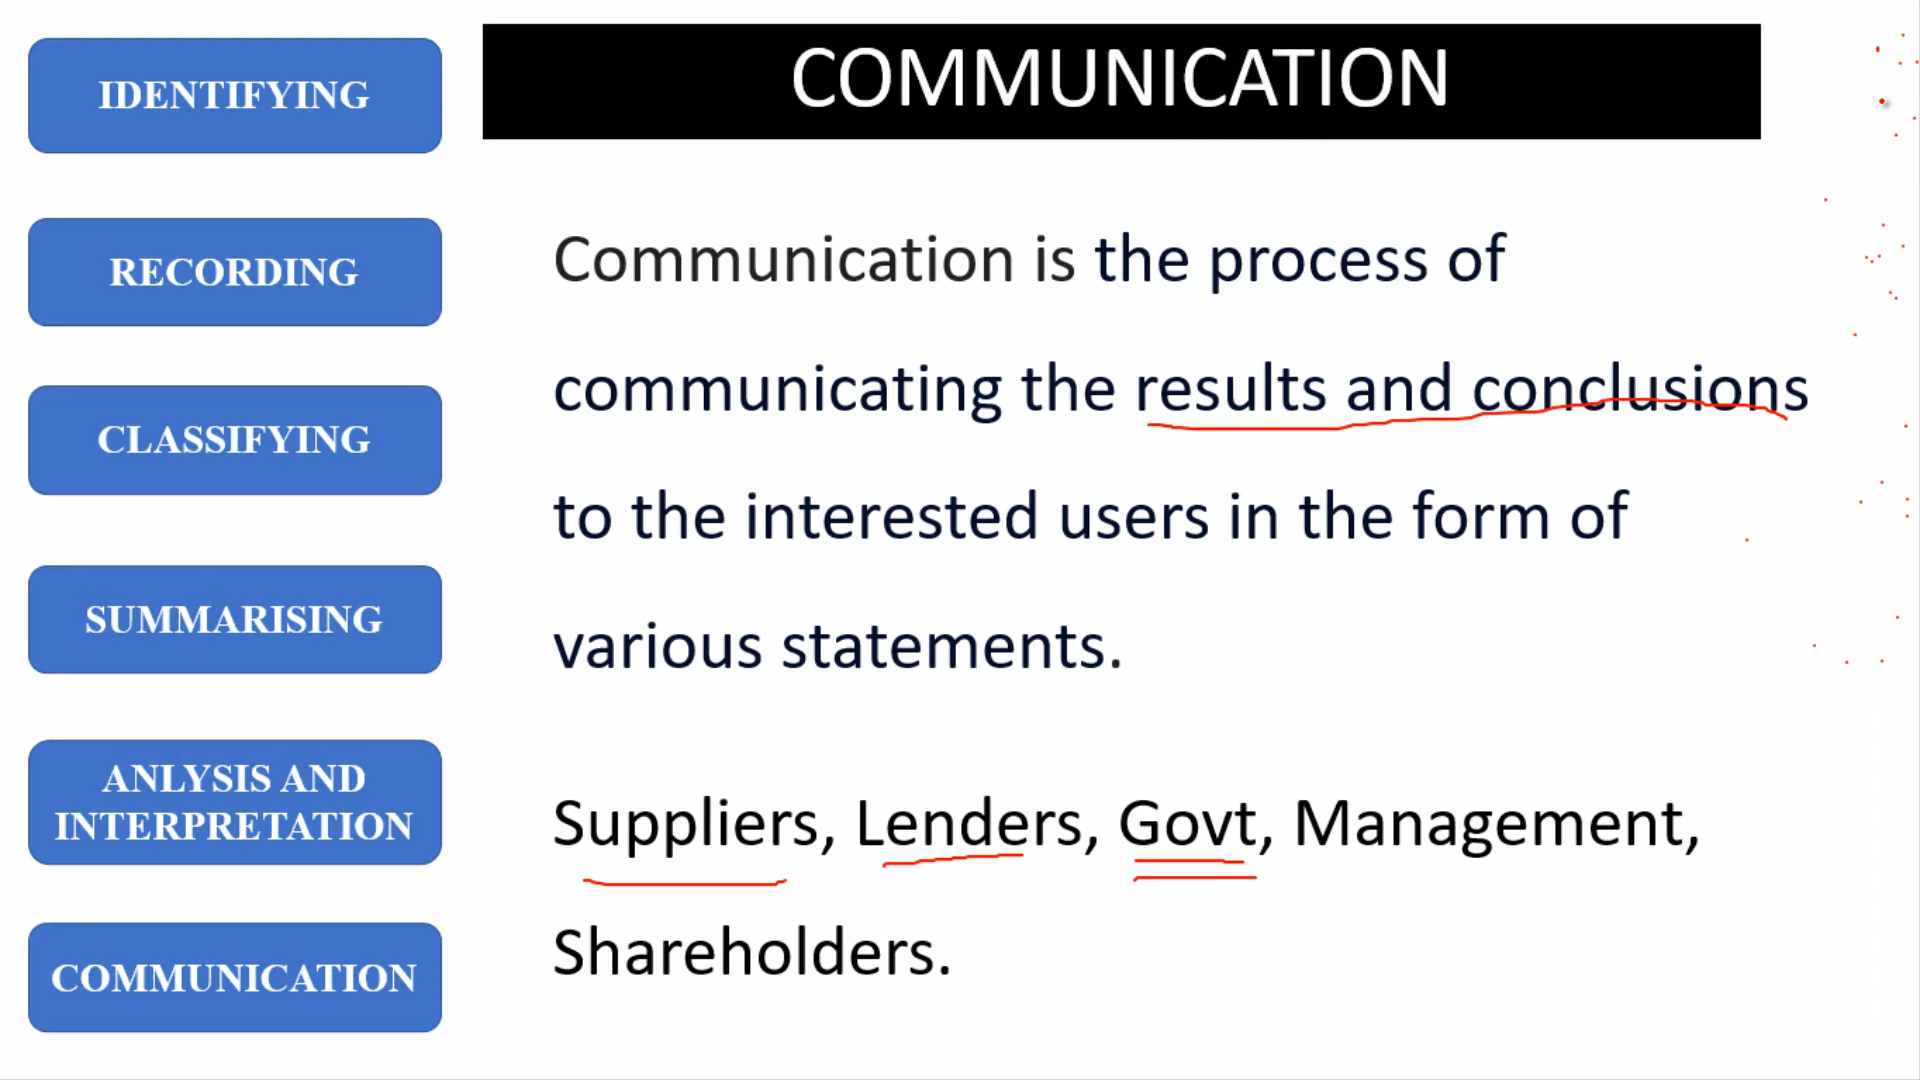 IDENTIFYING
RECORDING
CLASSIFYING
SUMMARISING
ANLYSIS AND
INTERPRETATION
COMMUNICATION
COMMUNICATION
Communication is the process of
communicating the results and conclusions
to the interested users in the form of
various statements.
Suppliers, Lenders, Govt, Management,
Shareholders.